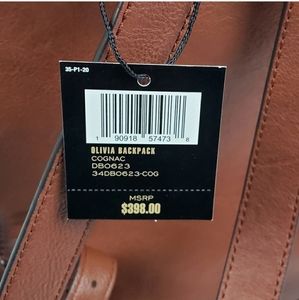 35-P1-20
1 90918 57473 8
OLIVIA BACKPACK
COGNAC
DB0623
34DB0623-COG
MSRP
$398.00